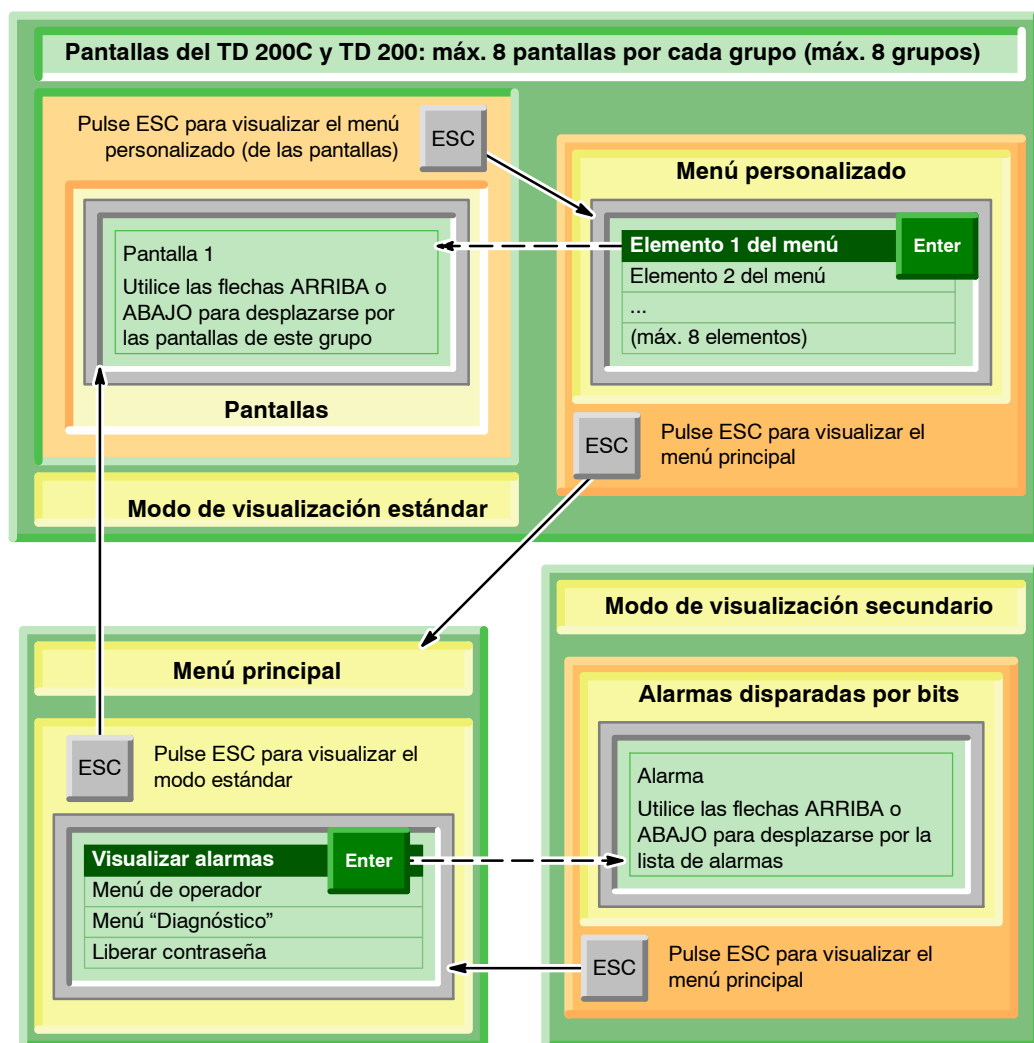 Pantallas del TD 200C y TD 200: máx. 8 pantallas por cada grupo (máx. 8 grupos)
Pulse ESC para visualizar el menú
personalizado (de las pantallas)
ESC
Pantalla 1
Utilice las flechas ARRIBA o
ABAJO para desplazarse por
las pantallas de este grupo
Pantallas
Modo de visualización estándar
Menú personalizado
Elemento 1 del menú
Enter
Elemento 2 del menú
...
(máx. 8 elementos)
ESC
Pulse ESC para visualizar el
menú principal
Menú principal
ESC
Pulse ESC para visualizar el
modo estándar
Visualizar alarmas
Enter
Menú de operador
Menú “Diagnóstico”
Liberar contraseña
Modo de visualización secundario
Alarmas disparadas por bits
Alarma
Utilice las flechas ARRIBA o
ABAJO para desplazarse por la
lista de alarmas
ESC
Pulse ESC para visualizar el
menú principal